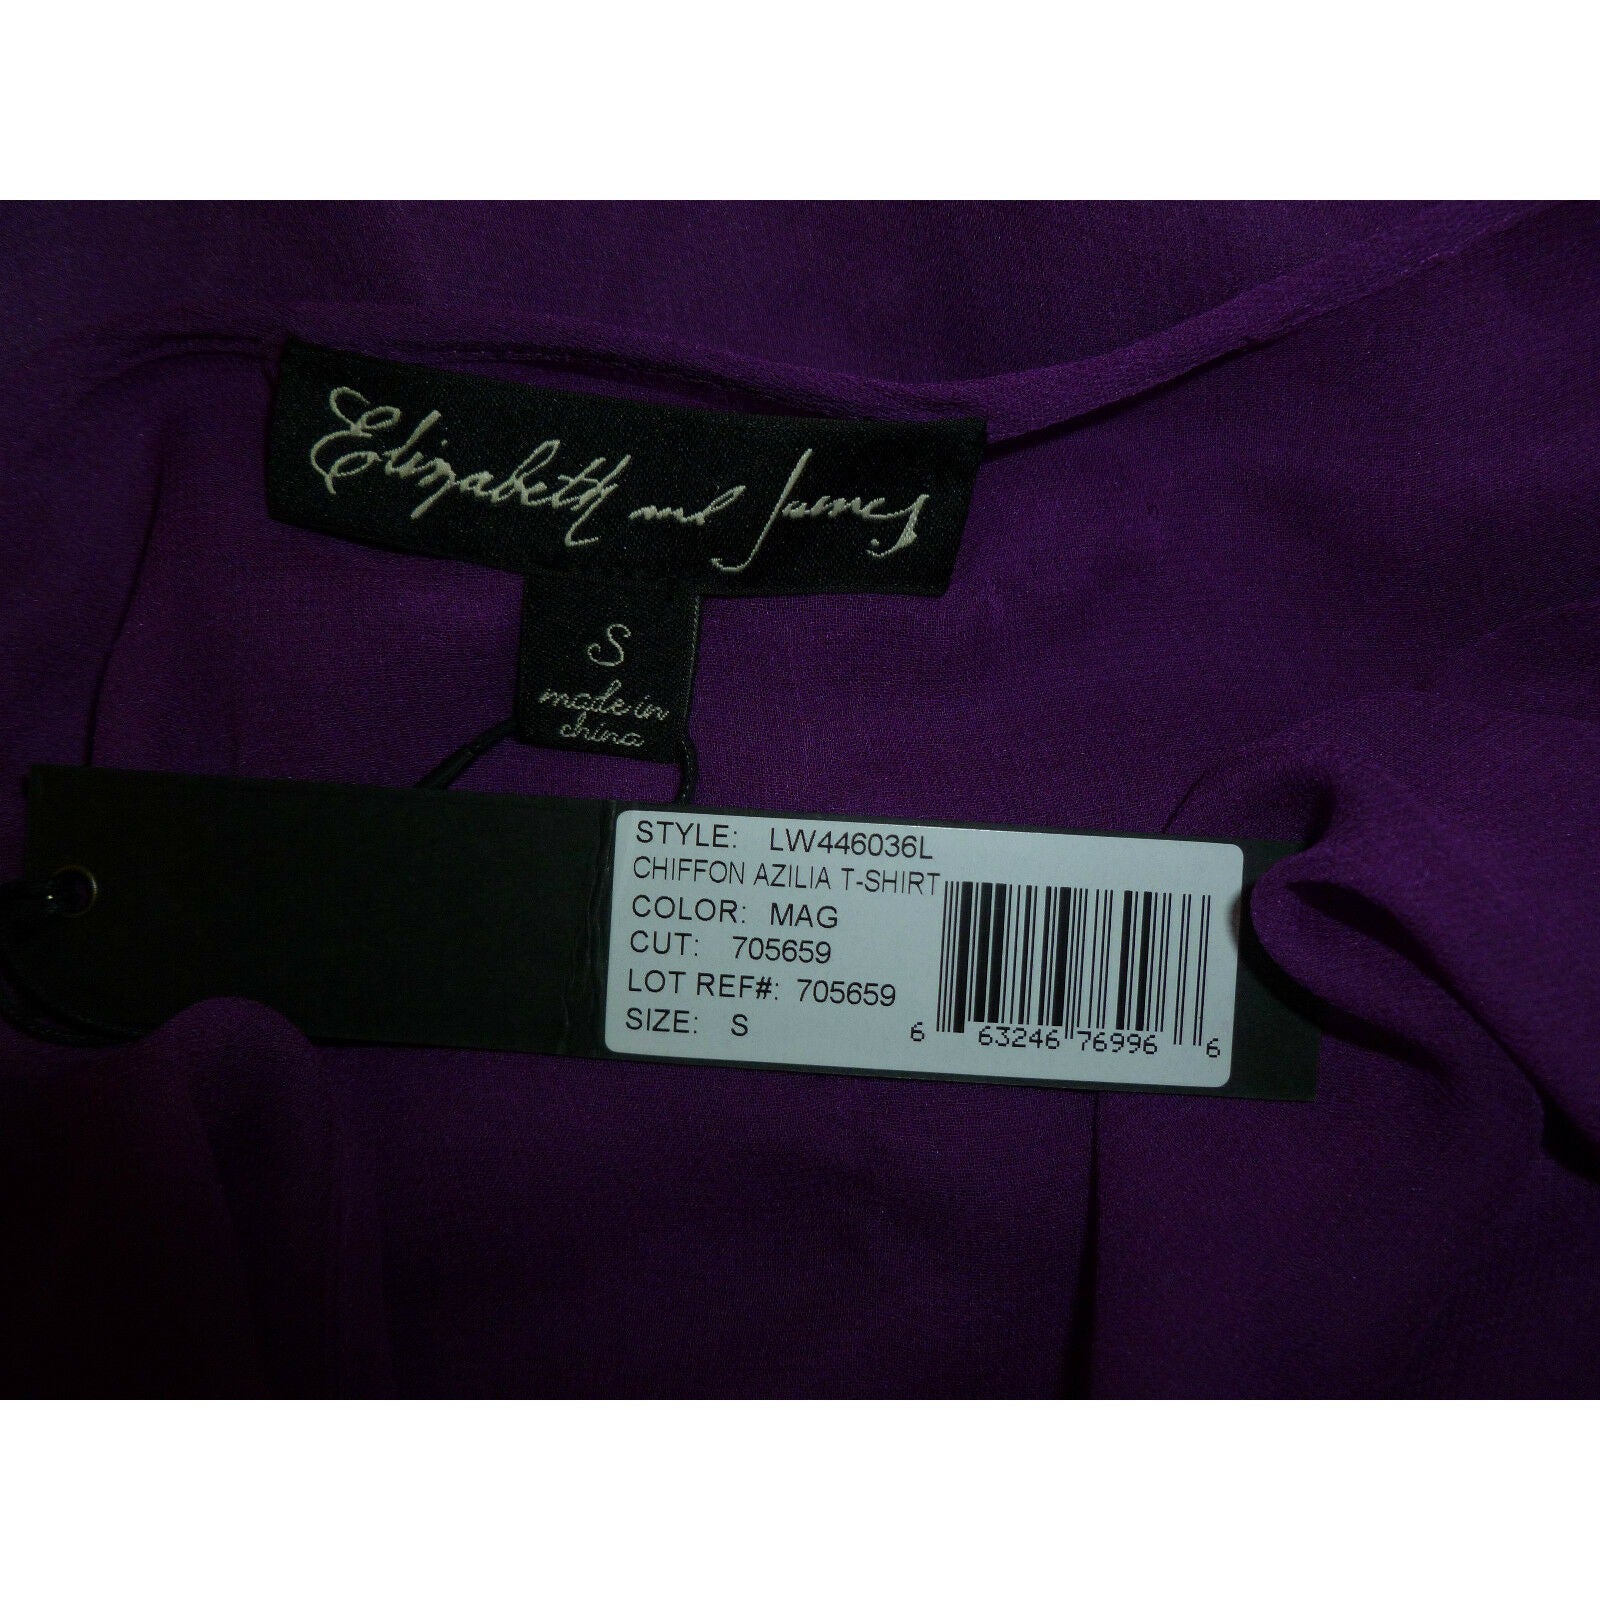 Elizabeth and James
S
made in
china
STYLE: LW446036L
CHIFFON AZILIA T-SHIRT
COLOR: MAG
CUT: 705659
LOT REF#: 705659
SIZE: S
6 63246 76996 6